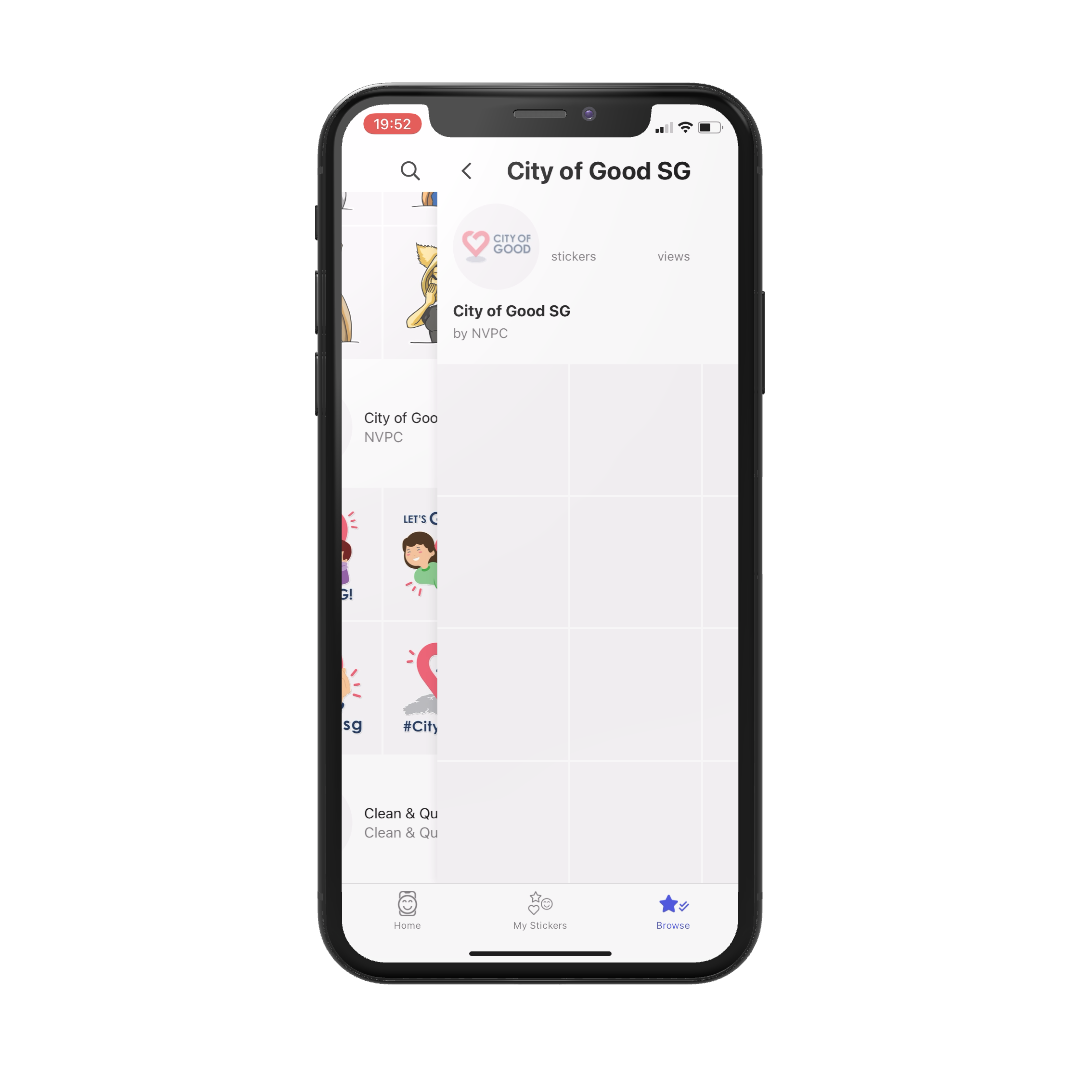 19:52
City of Good SG
CITY OF
GOOD
stickers
views
City of Good SG
by NVPC
City of Goo
NVPC
LET'S G
G!
sg
#City
Clean & Qu
Clean & Qu
Home
My Stickers
Browse